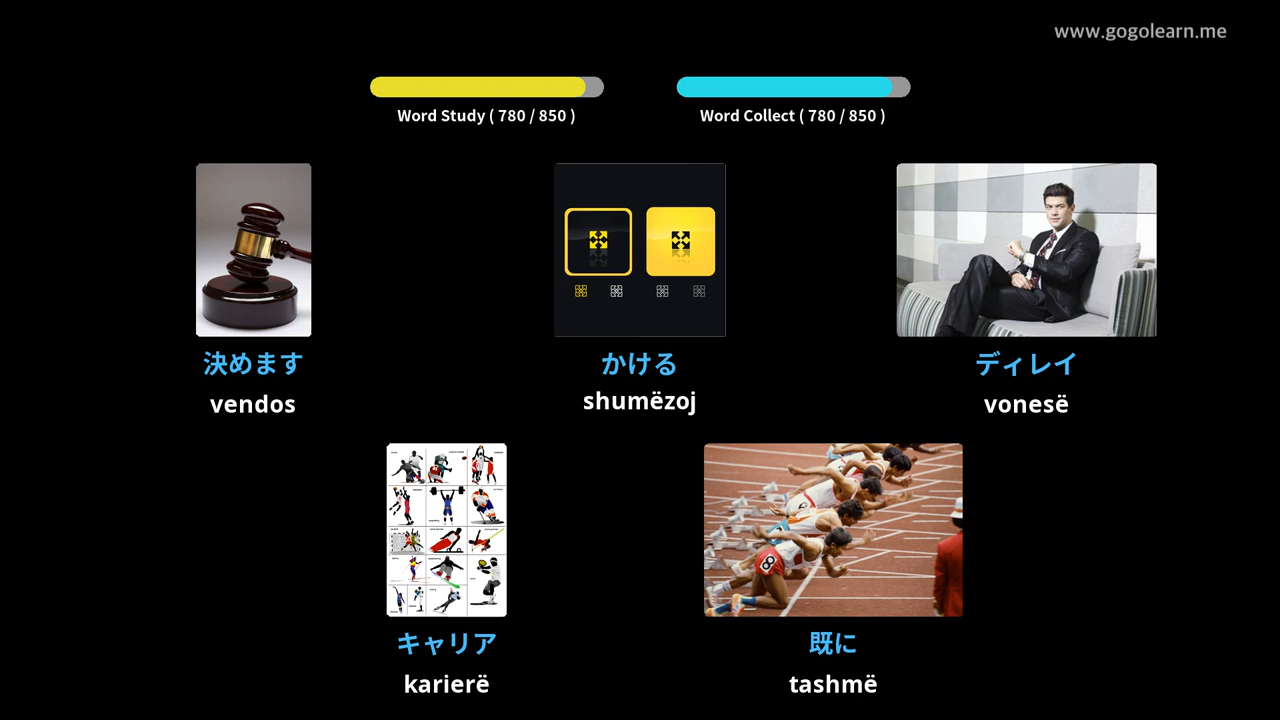 www.gogolearn.me
Word Study ( 780 / 850 )
Word Collect ( 780 / 850 )
決めます
vendos
かける
shumëzoj
ディレイ
vonesë
キャリア
karierë
既に
tashmë